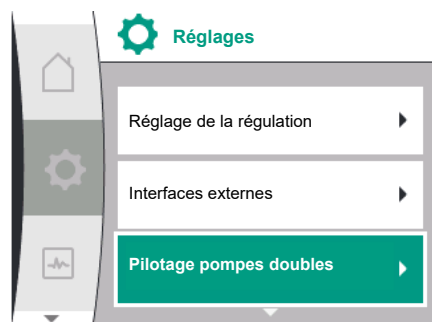 Réglages
Réglage de la régulation
Interfaces externes
Pilotage pompes doubles